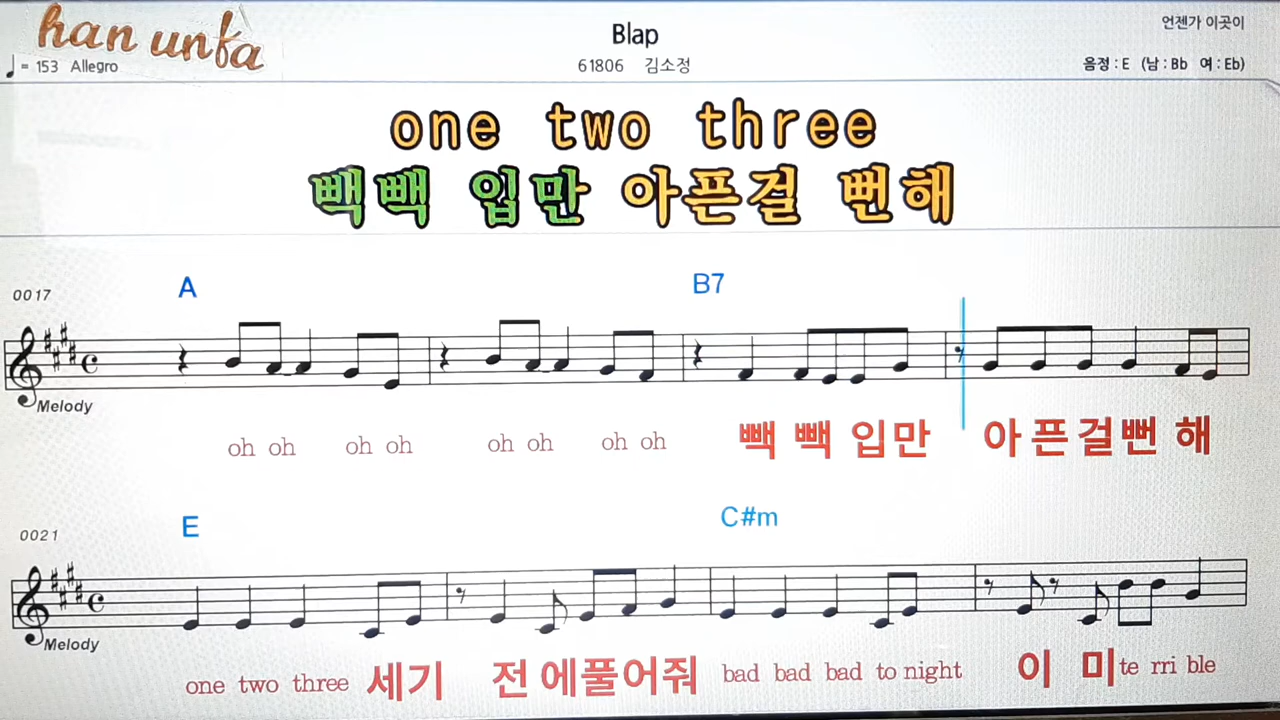 han unfa
Blap
언젠가 이곳이
♩= 153 Allegro
61806 김소정
음정 : E (남 : Bb 여 : Eb)
one two three
빽빽 입만 아픈걸 뻔해
A B7
0017
Melody
oh oh oh oh oh oh oh oh 빽 빽 입만 아 픈 걸 뻔 해
E C#m
0021
Melody
one two three 세기 전 에풀어줘 bad bad bad to night 이 미 te rri ble